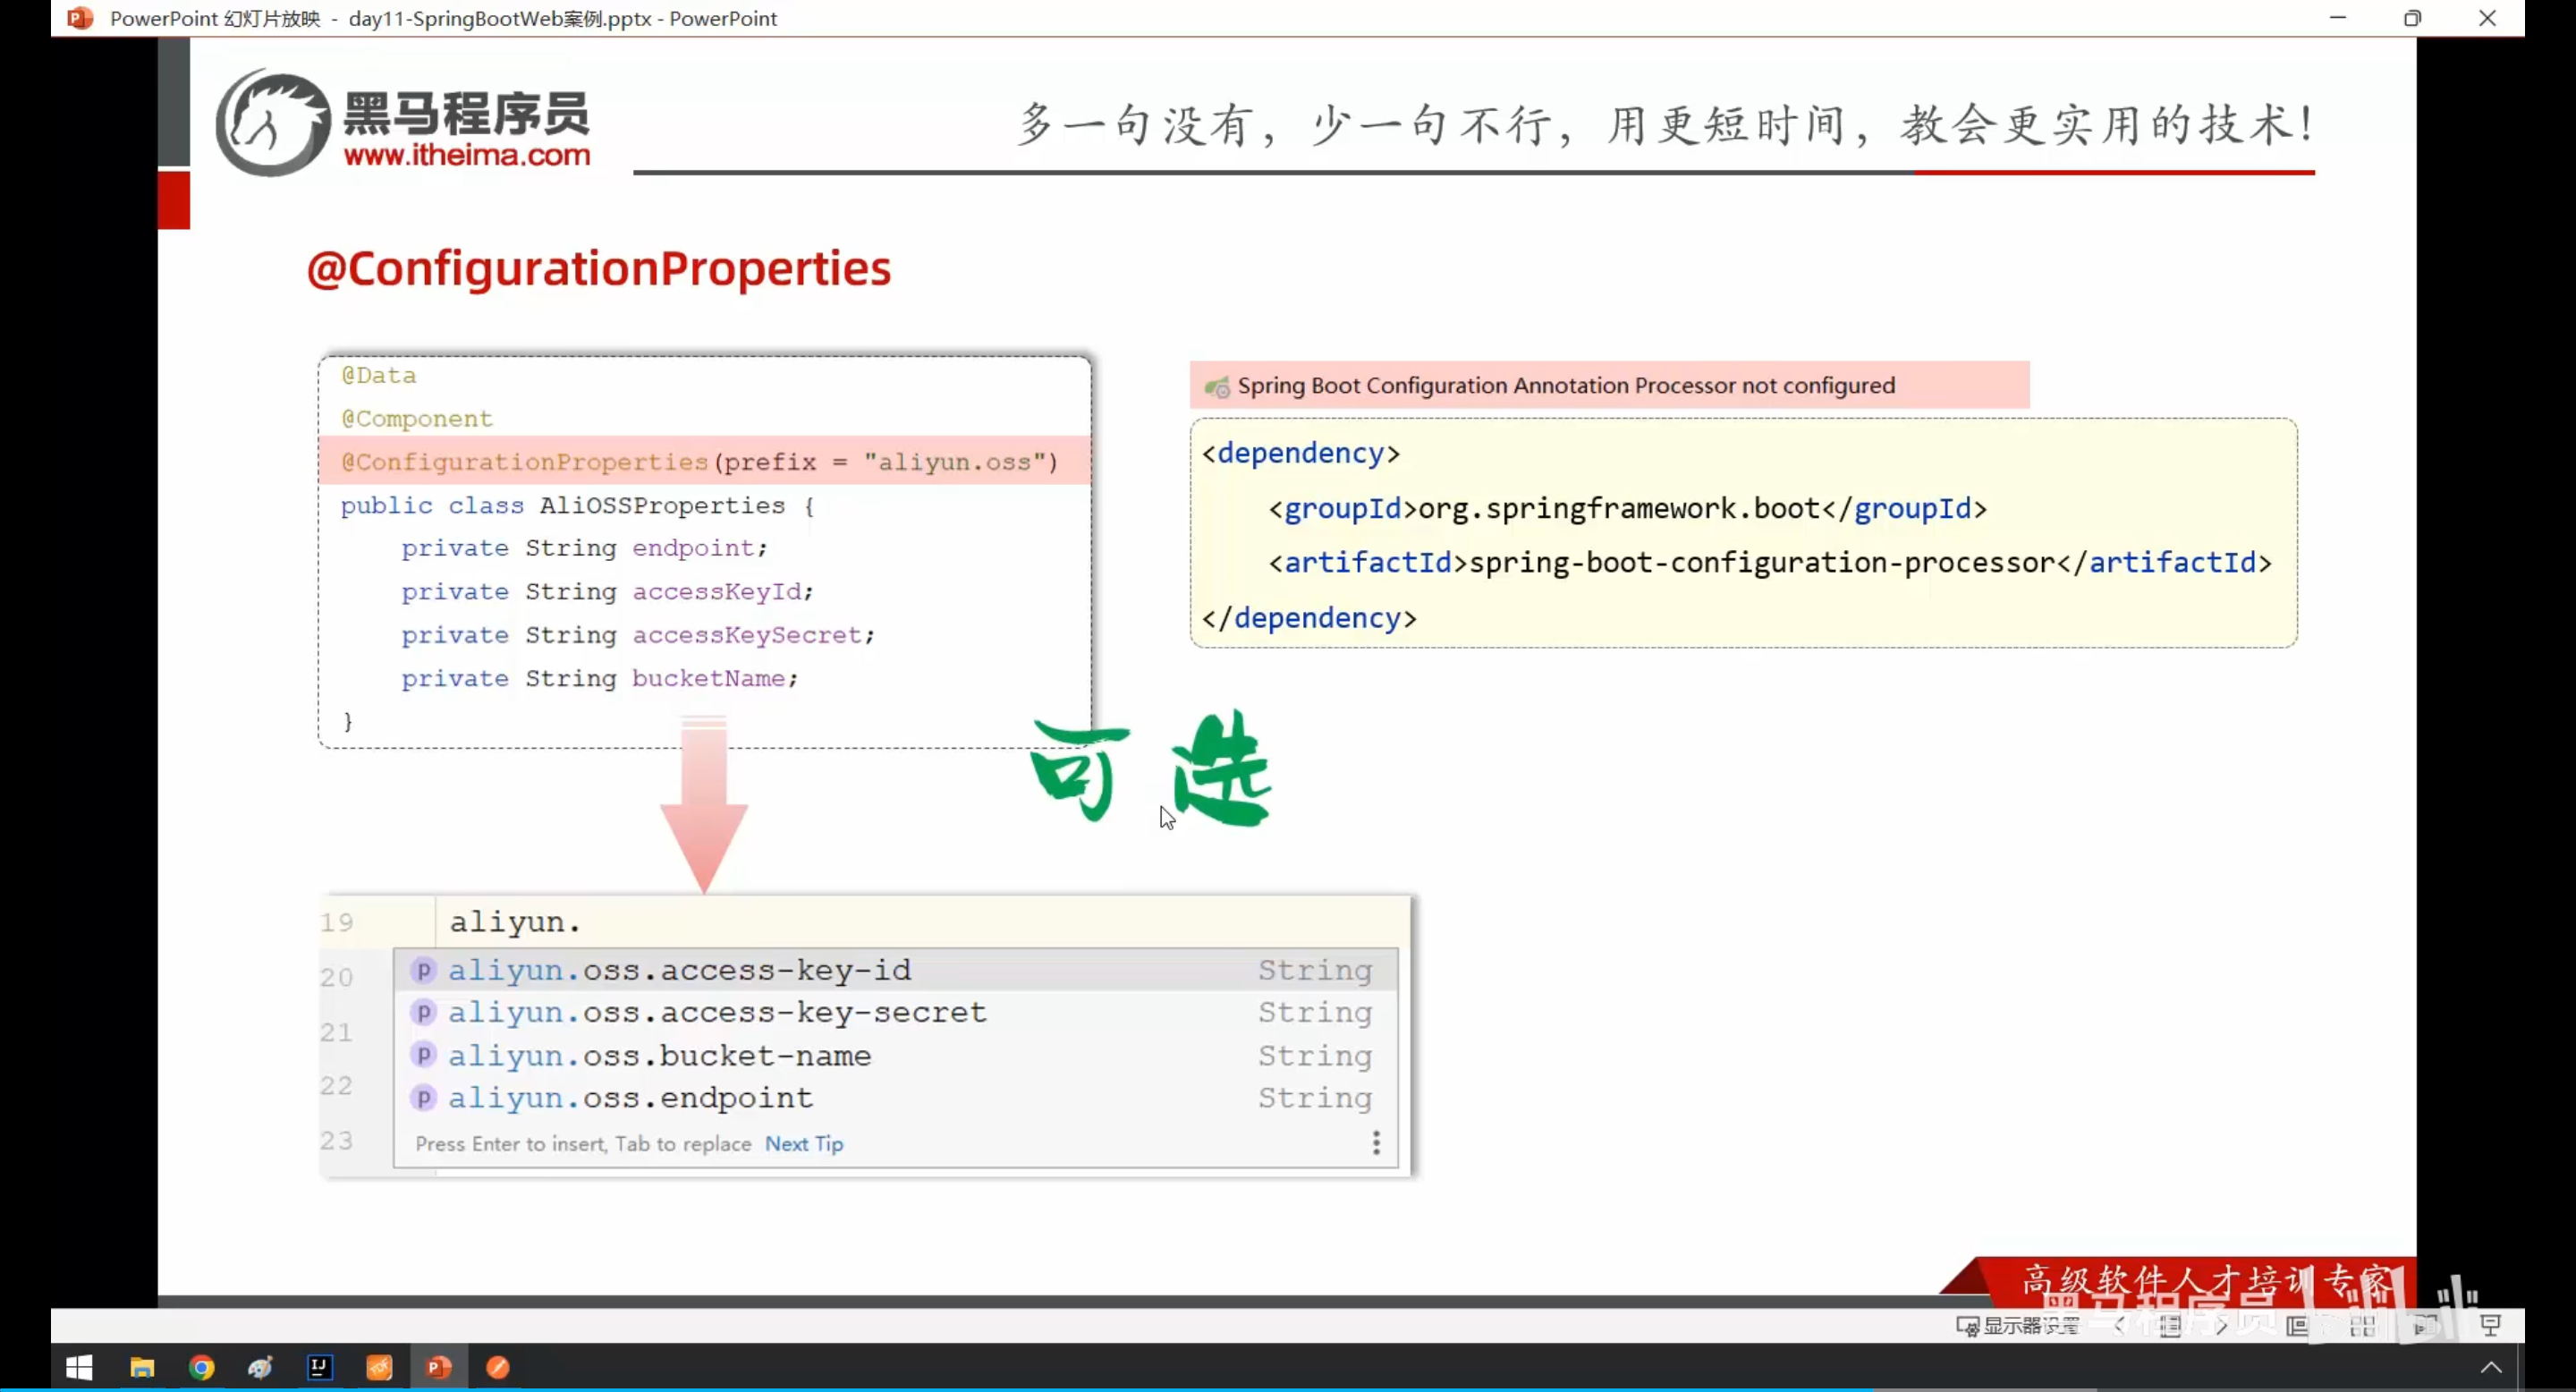 PowerPoint 幻灯片放映 - day11-SpringBootWeb案例.pptx - PowerPoint
黑马程序员
www.itheima.com
多一句没有，少一句不行，用更短时间，教会更实用的技术！
@ConfigurationProperties
@Data
@Component
@ConfigurationProperties(prefix = "aliyun.oss")
public class AliOSSProperties {
private String endpoint;
private String accessKeyId;
private String accessKeySecret;
private String bucketName;
}
Spring Boot Configuration Annotation Processor not configured
<dependency>
<groupId>org.springframework.boot</groupId>
<artifactId>spring-boot-configuration-processor</artifactId>
</dependency>
可选
19 aliyun.
20 p aliyun.oss.access-key-id String
21 p aliyun.oss.access-key-secret String
p aliyun.oss.bucket-name String
22 p aliyun.oss.endpoint String
23 Press Enter to insert, Tab to replace Next Tip
高级软件人才培训专家
黑马程序员
显示器设置